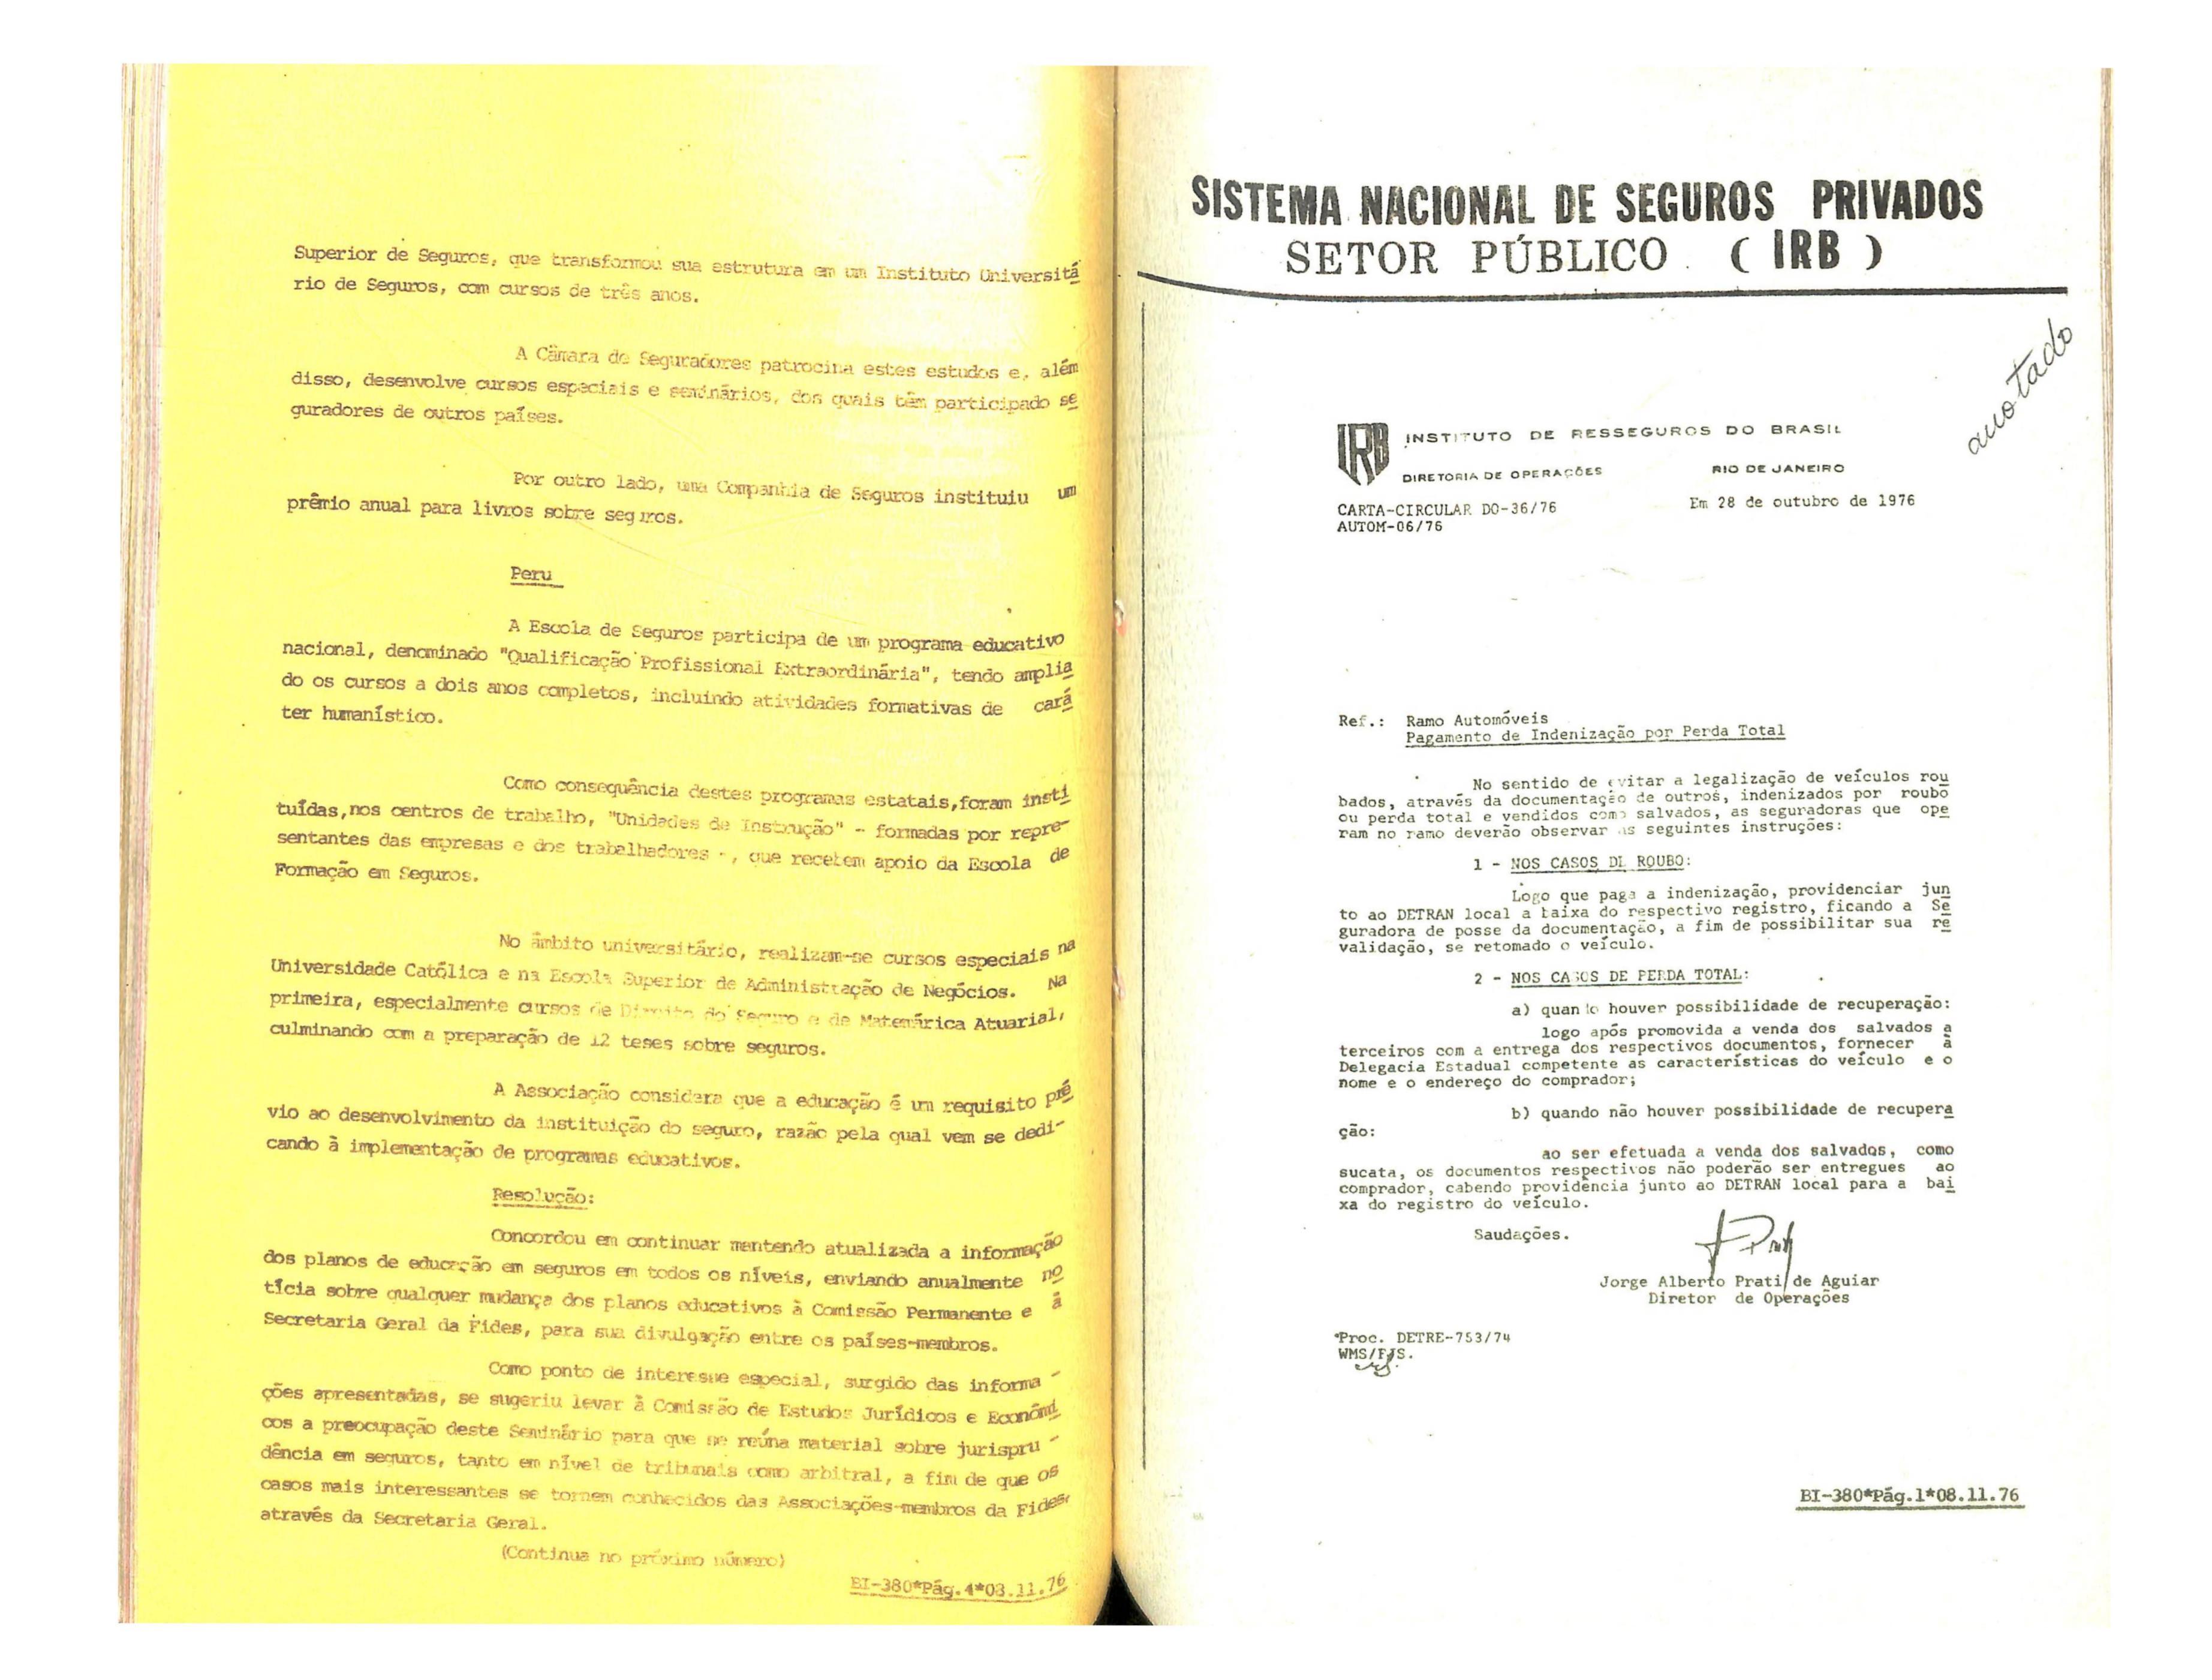 Superior de Seguros, que transformou sua estrutura em um Instituto Universitá
rio de Seguros, com cursos de três anos.
A Câmara de Seguradores patrocina estes estudos e, além
disso, desenvolve cursos especiais e seminários, dos quais têm participado se
guradores de outros países.
Por outro lado, uma Companhia de Seguros instituiu um
prêmio anual para livros sobre seguros.
Peru
A Escola de Seguros participa de um programa educativo
nacional, denominado "Qualificação Profissional Extraordinária", tendo amplia
do os cursos a dois anos completos, incluindo atividades formativas de cará
ter humanístico.
Como consequência destes programas estatais, foram insti
tuídas, nos centros de trabalho, "Unidades de Instrução" - formadas por repre-
sentantes das empresas e dos trabalhadores -, que recebem apoio da Escola de
Formação em Seguros.
No âmbito universitário, realizam-se cursos especiais na
Universidade Católica e na Escola Superior de Administração de Negócios. Na
primeira, especialmente cursos de Direito do Seguro e de Matemárica Atuarial,
culminando com a preparação de 12 teses sobre seguros.
A Associação considera que a educação é um requisito pré
vio ao desenvolvimento da instituição do seguro, razão pela qual vem se dedi-
cando à implementação de programas educativos.
Resolução:
Concordou em continuar mantendo atualizada a informação
dos planos de educação em seguros em todos os níveis, enviando anualmente no
tícia sobre qualquer mudança dos planos educativos à Comissão Permanente e à
Secretaria Geral da Fides, para sua divulgação entre os países-membros.
Como ponto de interesse especial, surgido das informa -
ções apresentadas, se sugeriu levar à Comissão de Estudos Jurídicos e Econômi
cos a preocupação deste Seminário para que se reúna material sobre jurispru -
dência em seguros, tanto em nível de tribunais como arbitral, a fim de que os
casos mais interessantes se tornem conhecidos das Associações-membros da Fides,
através da Secretaria Geral.
(Continua no próximo número)
BI-380*Pág.4*08.11.76
SISTEMA NACIONAL DE SEGUROS PRIVADOS
SETOR PÚBLICO ( IRB )
anotado
IRB INSTITUTO DE RESSEGUROS DO BRASIL
DIRETORIA DE OPERAÇÕES RIO DE JANEIRO
CARTA-CIRCULAR DO-36/76 Em 28 de outubro de 1976
AUTOM-06/76
Ref.: Ramo Automóveis
Pagamento de Indenização por Perda Total
No sentido de evitar a legalização de veículos rou
bados, através da documentação de outros, indenizados por roubo
ou perda total e vendidos como salvados, as seguradoras que ope
ram no ramo deverão observar as seguintes instruções:
1 - NOS CASOS DE ROUBO:
Logo que paga a indenização, providenciar jun
to ao DETRAN local a baixa do respectivo registro, ficando a Se
guradora de posse da documentação, a fim de possibilitar sua re
validação, se retomado o veículo.
2 - NOS CASOS DE PERDA TOTAL:
a) quando houver possibilidade de recuperação:
logo após promovida a venda dos salvados a
terceiros com a entrega dos respectivos documentos, fornecer à
Delegacia Estadual competente as características do veículo e o
nome e o endereço do comprador;
b) quando não houver possibilidade de recupera
ção:
ao ser efetuada a venda dos salvados, como
sucata, os documentos respectivos não poderão ser entregues ao
comprador, cabendo providência junto ao DETRAN local para a bai
xa do registro do veículo.
Saudações.
Jorge Alberto Prati de Aguiar
Diretor de Operações
*Proc. DETRE-753/74
BI-380*Pág.1*08.11.76